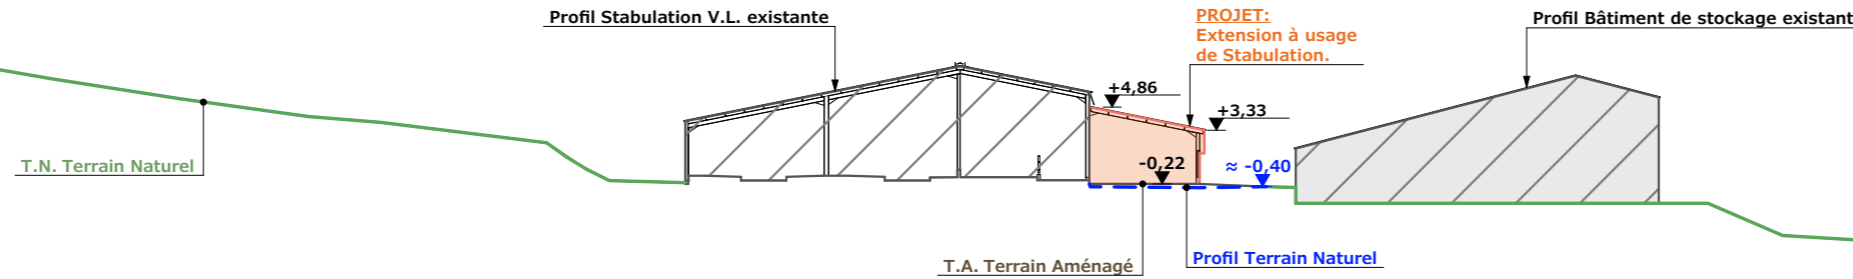 Profil Stabulation V.L. existante
PROJET:
Extension à usage
de Stabulation.
Profil Bâtiment de stockage existant
+4,86
+3,33
T.N. Terrain Naturel
-0,22
≈ -0,40
T.A. Terrain Aménagé
Profil Terrain Naturel